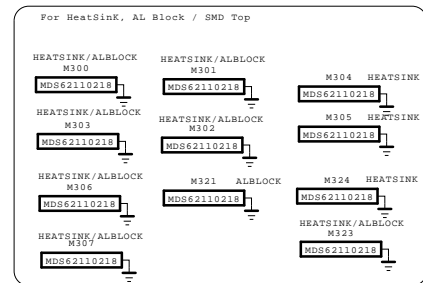 For HeatSinK, AL Block / SMD Top
HEATSINK/ALBLOCK
M300
MDS62110218
HEATSINK/ALBLOCK
M301
MDS62110218
M304 HEATSINK
MDS62110218
HEATSINK/ALBLOCK
M303
MDS62110218
HEATSINK/ALBLOCK
M302
MDS62110218
M305 HEATSINK
MDS62110218
HEATSINK/ALBLOCK
M306
MDS62110218
M321 ALBLOCK
MDS62110218
M324 HEATSINK
MDS62110218
HEATSINK/ALBLOCK
M307
MDS62110218
HEATSINK/ALBLOCK
M323
MDS62110218